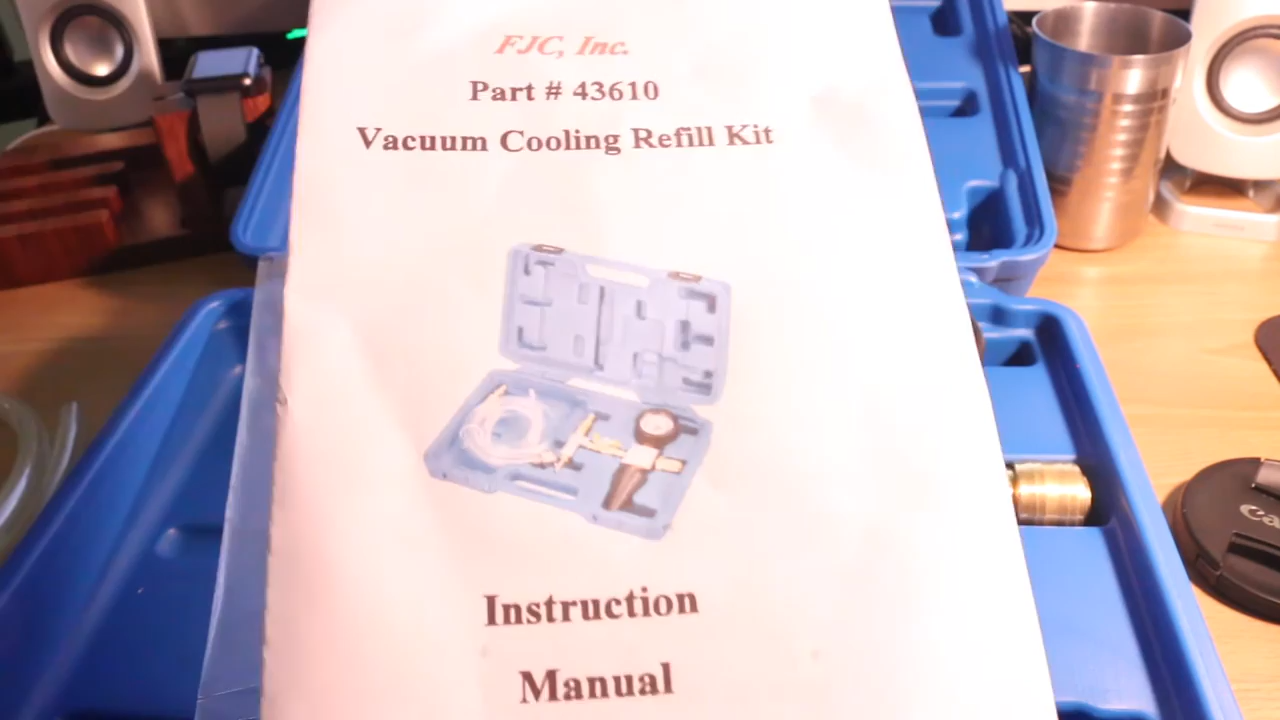 FJC, Inc.
Part # 43610
Vacuum Cooling Refill Kit
Instruction
Manual